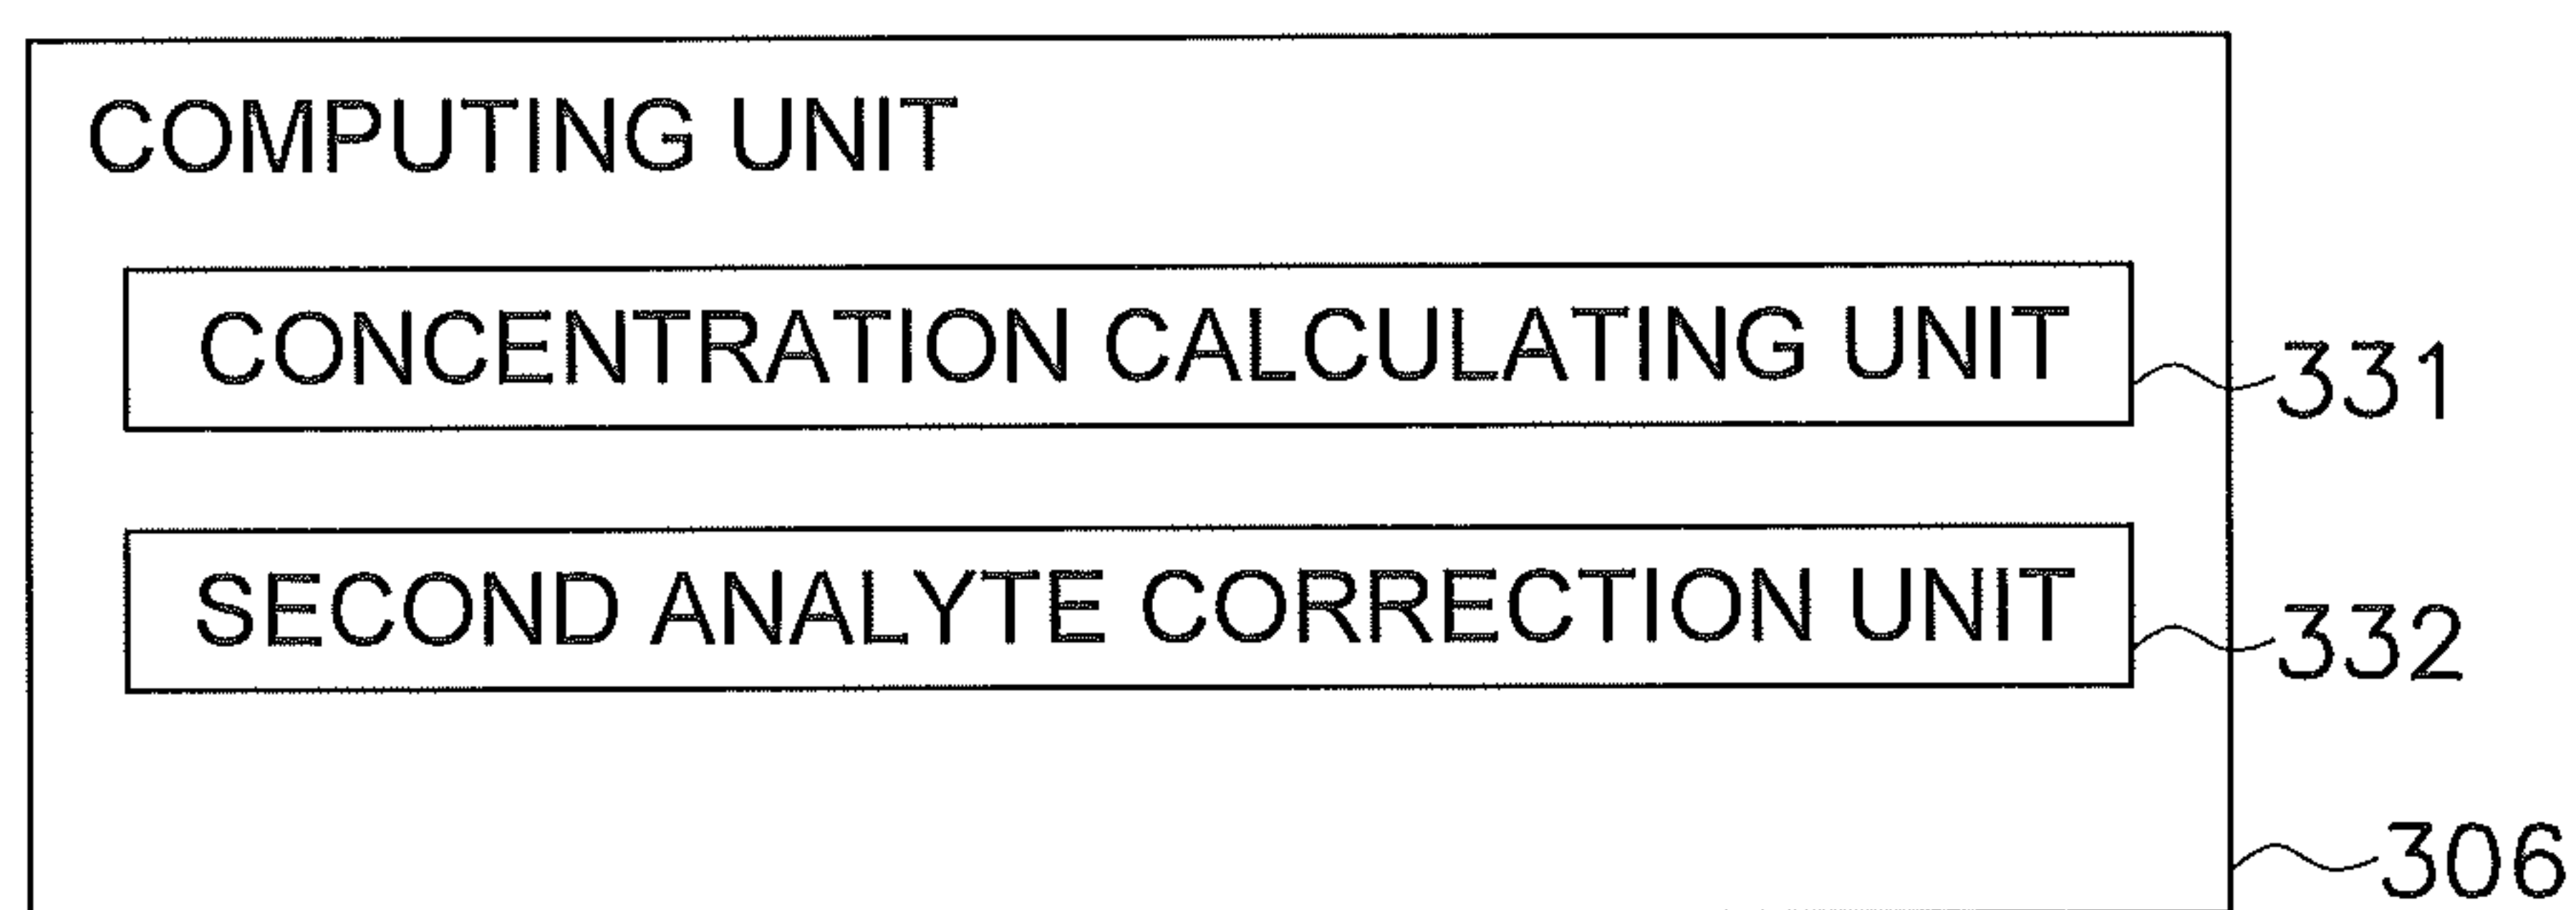 COMPUTING UNIT
CONCENTRATION CALCULATING UNIT
331
SECOND ANALYTE CORRECTION UNIT
332
306